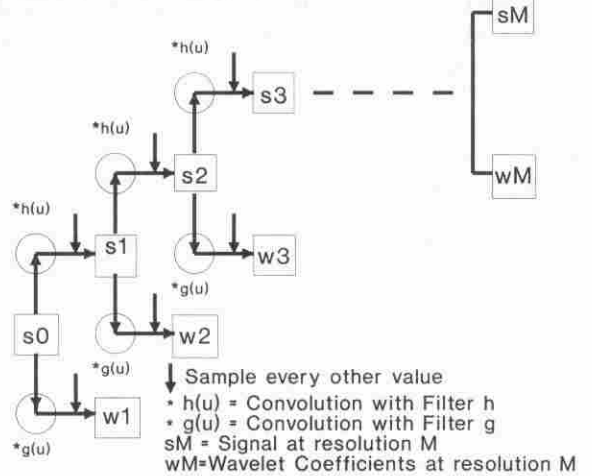 sM
*h(u)
s3
*h(u)
s2
wM
*h(u)
s1
w3
*g(u)
s0
w2
*g(u)
w1
*g(u)
Sample every other value
* h(u) = Convolution with Filter h
* g(u) = Convolution with Filter g
sM = Signal at resolution M
wM=Wavelet Coefficients at resolution M